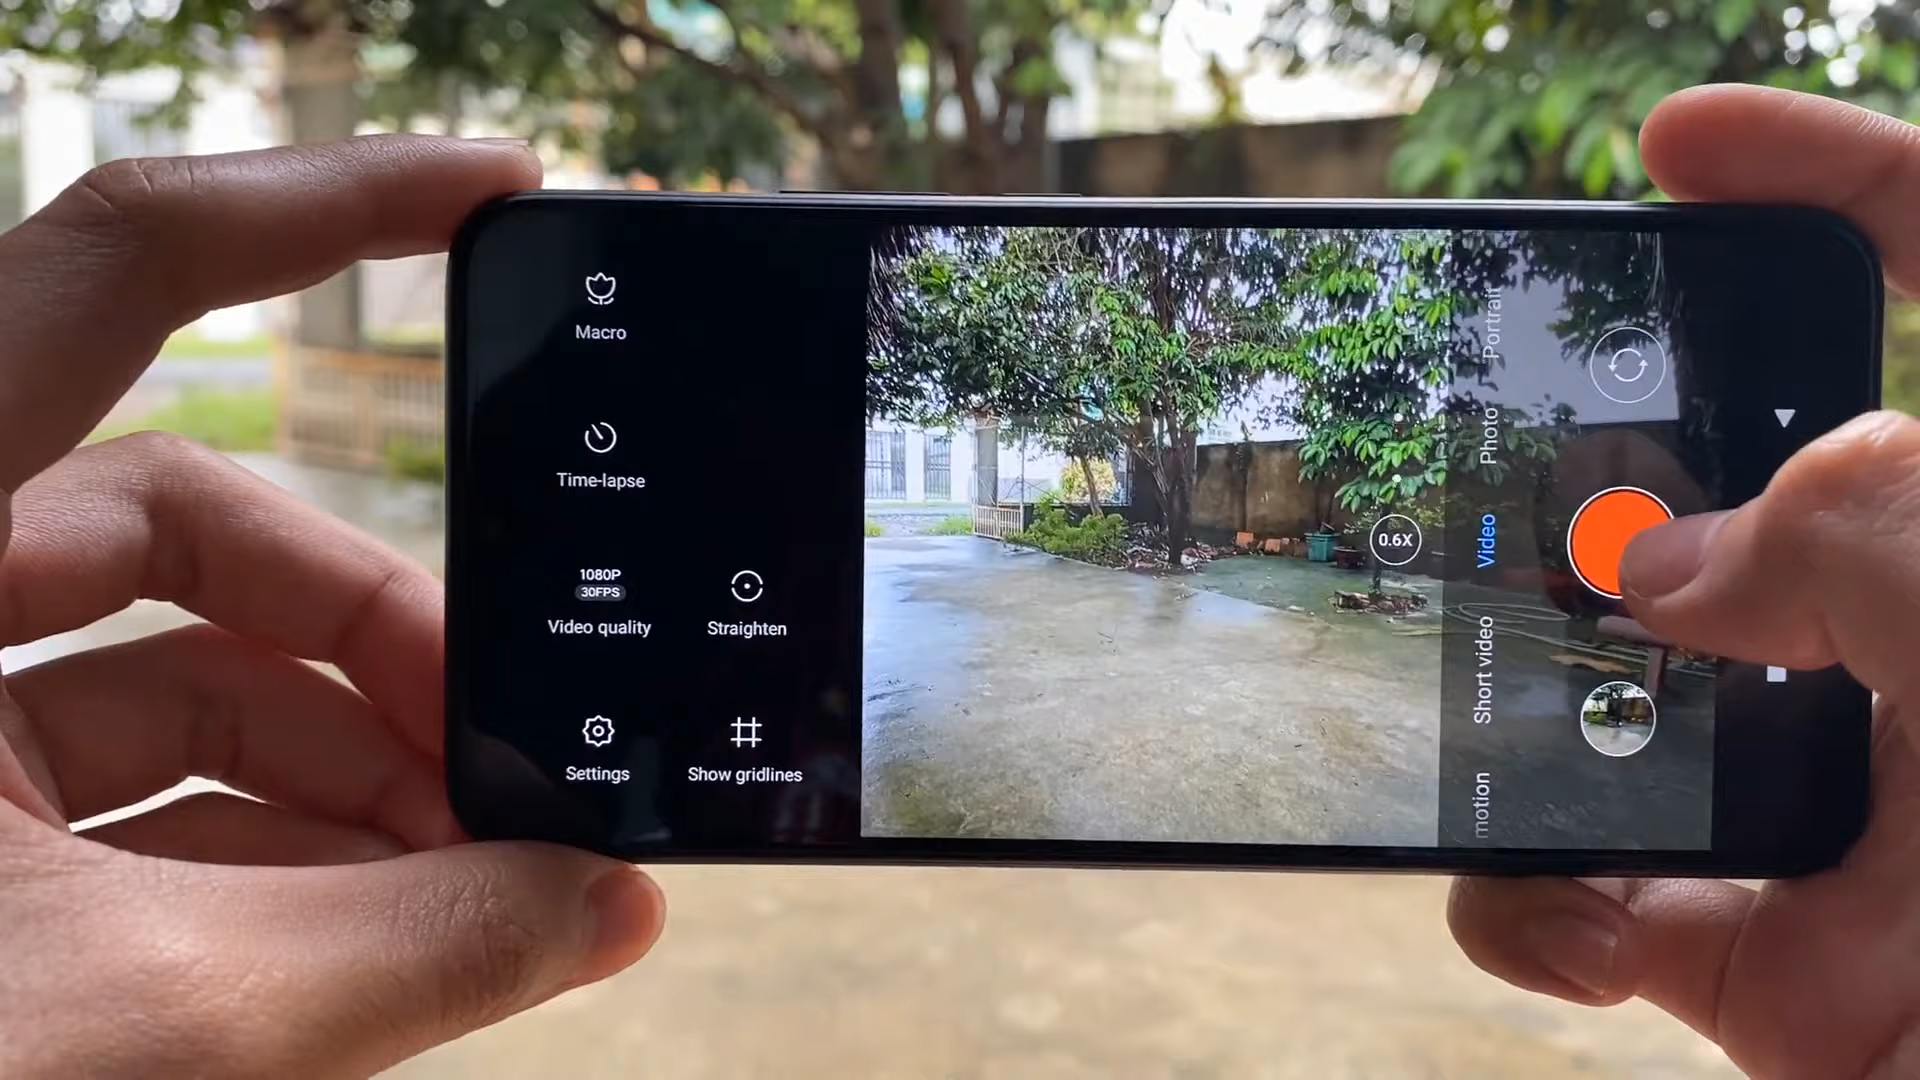 Macro
Time-lapse
1080P
30FPS
Video quality
Straighten
Settings
Show gridlines
0.6X
Portrait
Photo
Video
Short video
motion